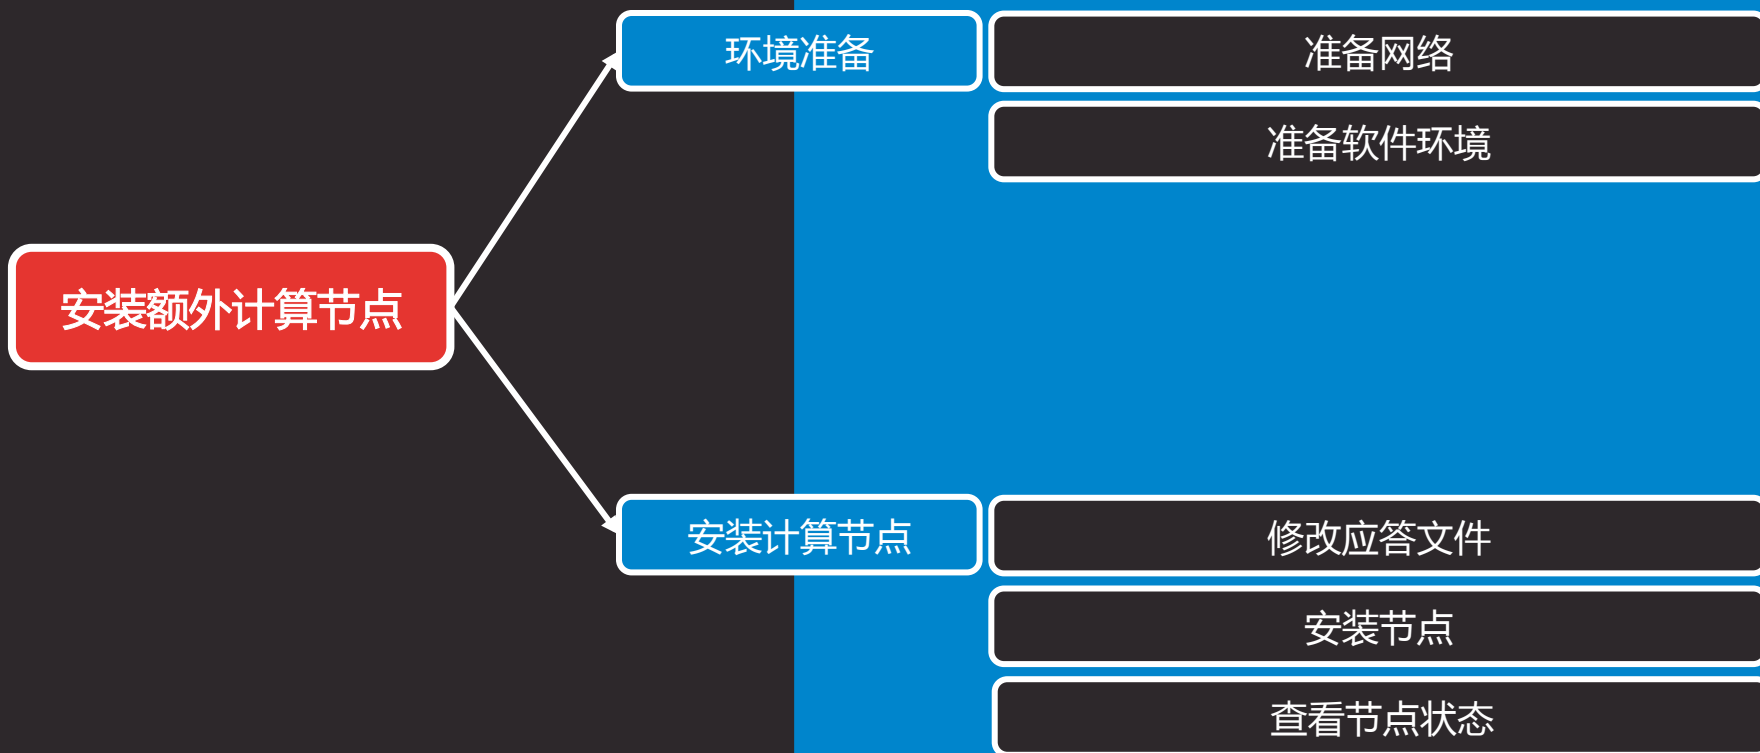 安装额外计算节点
环境准备
准备网络
准备软件环境
安装计算节点
修改应答文件
安装节点
查看节点状态